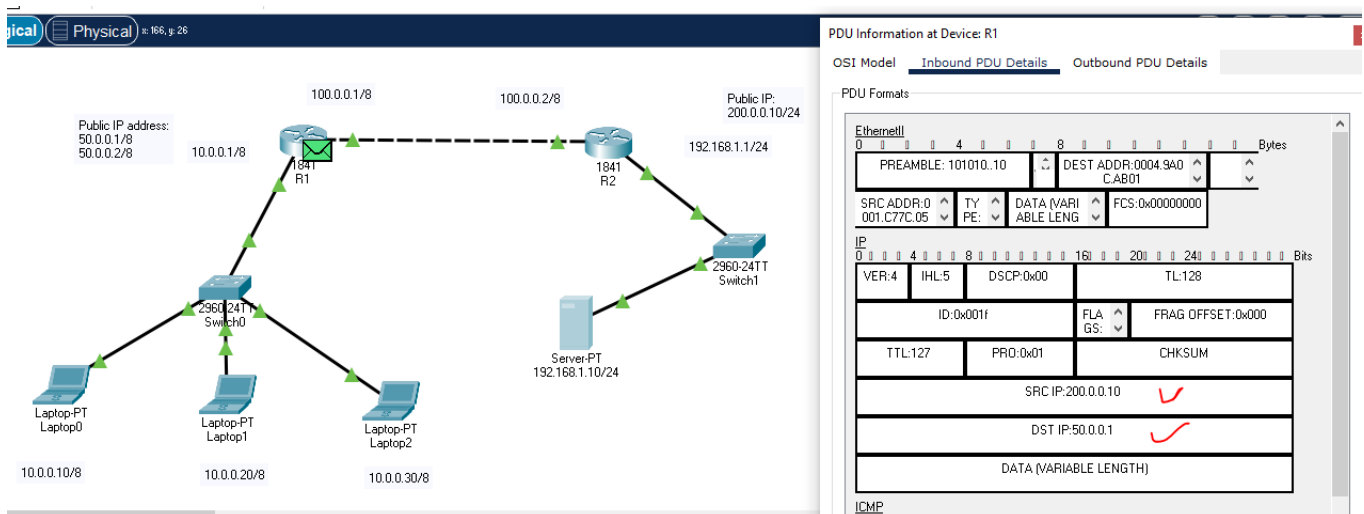 gical
Physical x: 166, y: 26
100.0.0.1/8
100.0.0.2/8
Public IP:
200.0.0.10/24
Public IP address:
50.0.0.1/8
50.0.0.2/8
10.0.0.1/8
192.168.1.1/24
1841
R1
1841
R2
2960-24TT
Switch1
2960-24TT
Switch0
Server-PT
192.168.1.10/24
Laptop-PT
Laptop0
Laptop-PT
Laptop1
Laptop-PT
Laptop2
10.0.0.10/8
10.0.0.20/8
10.0.0.30/8
PDU Information at Device: R1
OSI Model Inbound PDU Details Outbound PDU Details
PDU Formats
EthernetII
0 4 8 Bytes
PREAMBLE: 101010..10
DEST ADDR:0004.9A0
C.AB01
SRC ADDR:0
001.C77C.05
TY
PE:
DATA (VARI
ABLE LENG
FCS:0x00000000
IP
0 4 8 16 20 24 Bits
VER:4 IHL:5 DSCP:0x00 TL:128
ID:0x001f
FLA
GS:
FRAG OFFSET:0x000
TTL:127 PRO:0x01 CHKSUM
SRC IP:200.0.0.10
DST IP:50.0.0.1
DATA (VARIABLE LENGTH)
ICMP